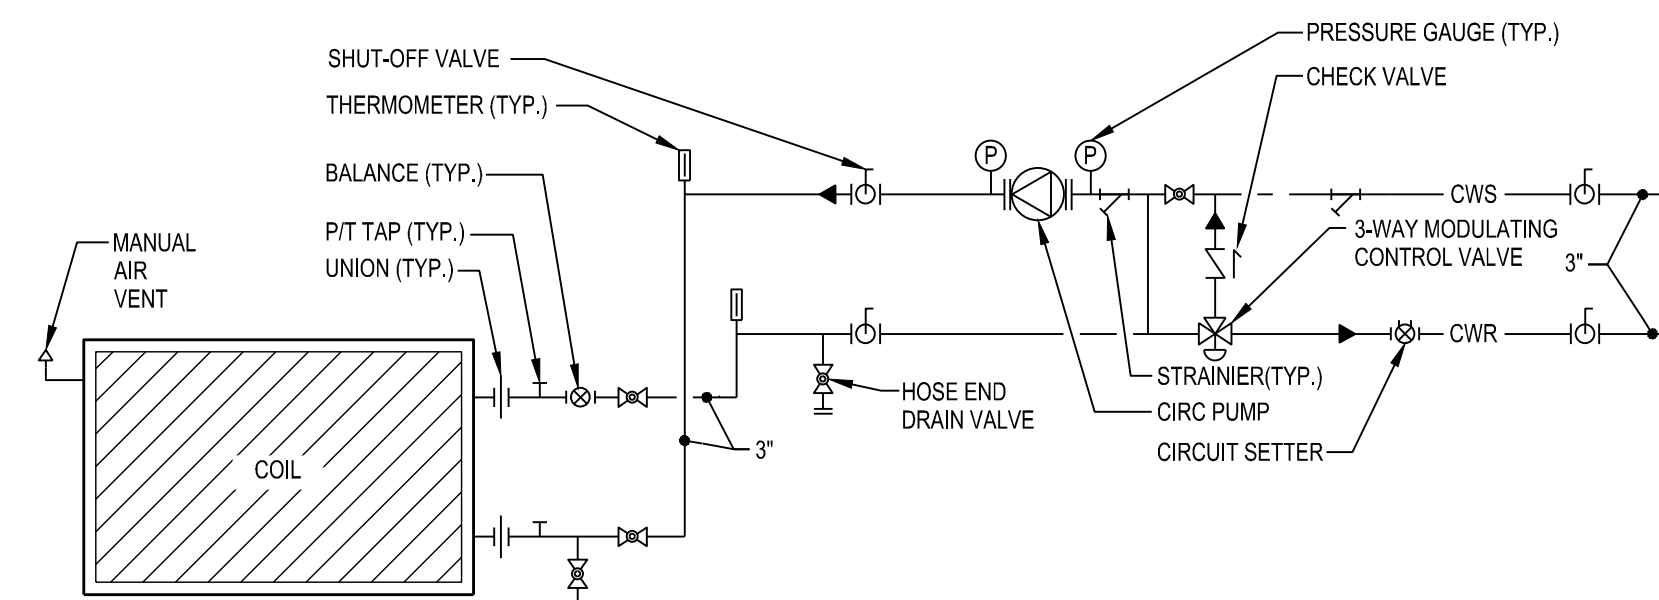 SHUT-OFF VALVE
THERMOMETER (TYP.)
BALANCE (TYP.)
P/T TAP (TYP.)
UNION (TYP.)
MANUAL
AIR
VENT
COIL
3"
HOSE END
DRAIN VALVE
P
P
PRESSURE GAUGE (TYP.)
CHECK VALVE
CWS
3-WAY MODULATING
CONTROL VALVE
3"
CWR
STRAINIER(TYP.)
CIRC PUMP
CIRCUIT SETTER